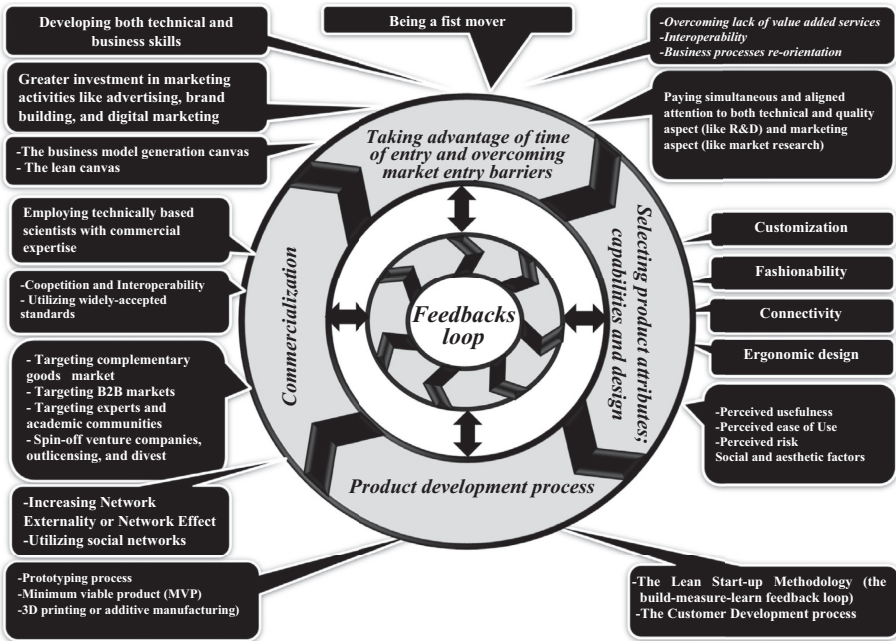 Developing both technical and
business skills
Being a fist mover
-Overcoming lack of value added services
-Interoperability
-Business processes re-orientation
Greater investment in marketing
activities like advertising, brand
building, and digital marketing
Paying simultaneous and aligned
attention to both technical and quality
aspect (like R&D) and marketing
aspect (like market research)
-The business model generation canvas
- The lean canvas
Taking advantage of time
of entry and overcoming
market entry barriers
Employing technically based
scientists with commercial
expertise
-Coopetition and Interoperability
- Utilizing widely-accepted
standards
- Targeting complementary
goods market
- Targeting B2B markets
- Targeting experts and
academic communities
- Spin-off venture companies,
outlicensing, and divest
-Increasing Network
Externality or Network Effect
-Utilizing social networks
-Prototyping process
-Minimum viable product (MVP)
-3D printing or additive manufacturing)
Commercialization
Feedbacks
loop
Selecting product attributes;
capabilities and design
Product development process
Customization
Fashionability
Connectivity
Ergonomic design
-Perceived usefulness
-Perceived ease of Use
-Perceived risk
Social and aesthetic factors
-The Lean Start-up Methodology (the
build-measure-learn feedback loop)
-The Customer Development process